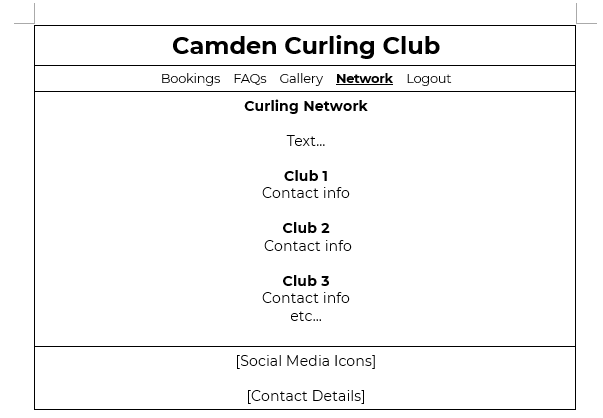 Camden Curling Club
Bookings FAQs Gallery Network Logout
Curling Network
Text...
Club 1
Contact info
Club 2
Contact info
Club 3
Contact info
etc...
[Social Media Icons]
[Contact Details]